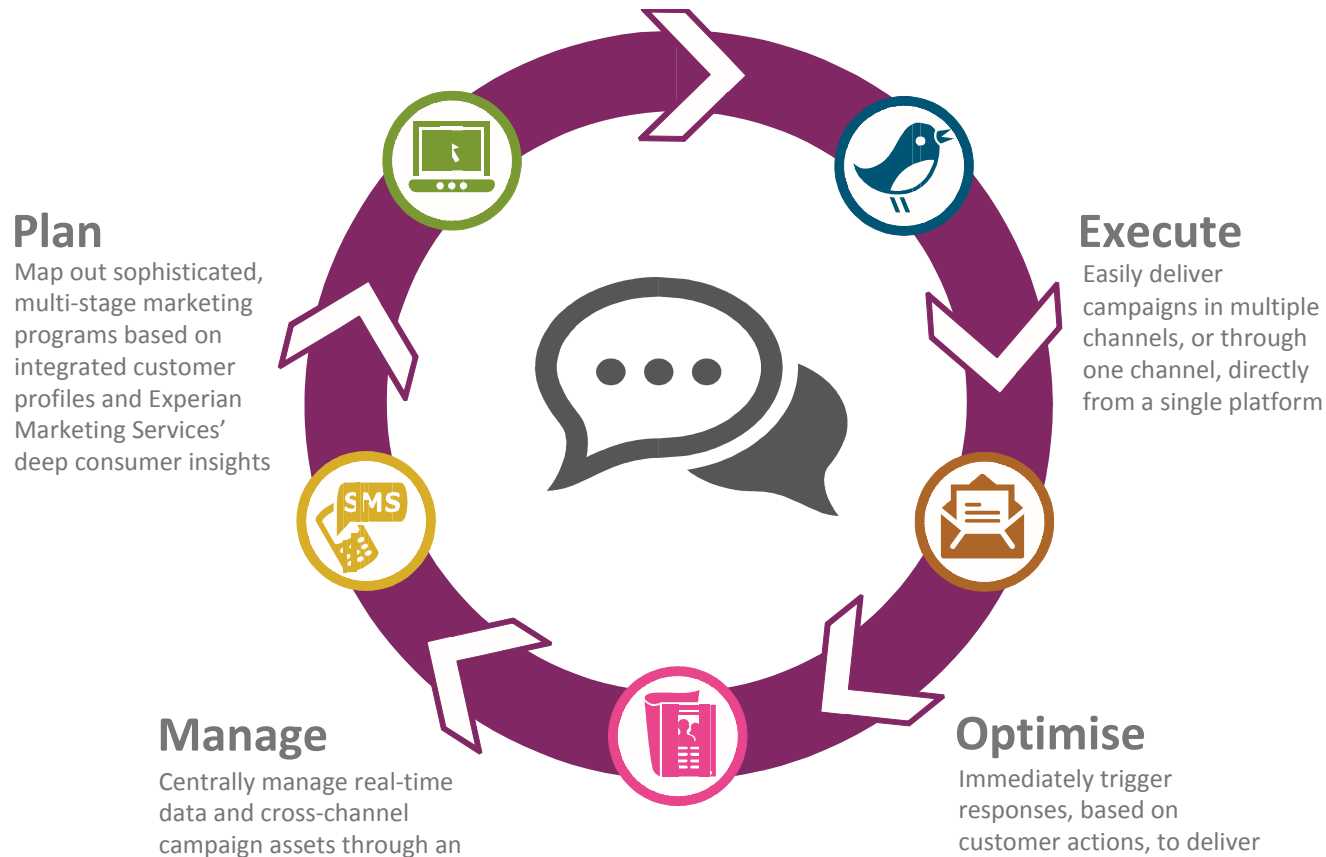 Plan
Map out sophisticated,
multi-stage marketing
programs based on
integrated customer
profiles and Experian
Marketing Services’
deep consumer insights
Execute
Easily deliver
campaigns in multiple
channels, or through
one channel, directly
from a single platform
SMS
Manage
Centrally manage real-time
data and cross-channel
campaign assets through an
Optimise
Immediately trigger
responses, based on
customer actions, to deliver